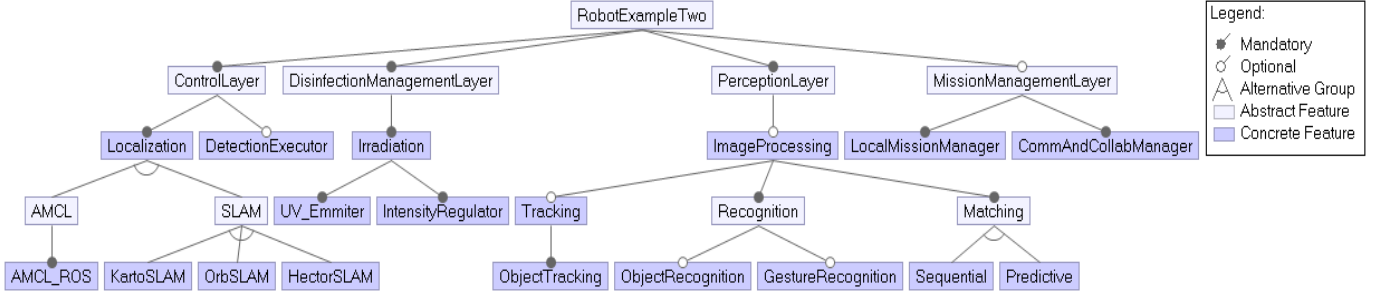 RobotExampleTwo
Legend:
Mandatory
Optional
Alternative Group
Abstract Feature
Concrete Feature
ControlLayer
DisinfectionManagementLayer
PerceptionLayer
MissionManagementLayer
Localization
DetectionExecutor
Irradiation
ImageProcessing
LocalMissionManager
CommAndCollabManager
AMCL
SLAM
UV_Emmiter
IntensityRegulator
Tracking
Recognition
Matching
AMCL_ROS
KartoSLAM
OrbSLAM
HectorSLAM
ObjectTracking
ObjectRecognition
GestureRecognition
Sequential
Predictive